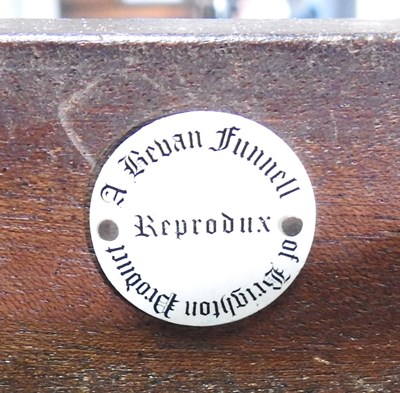 A Bevan Funnell
Reprodux
of Brighton Product